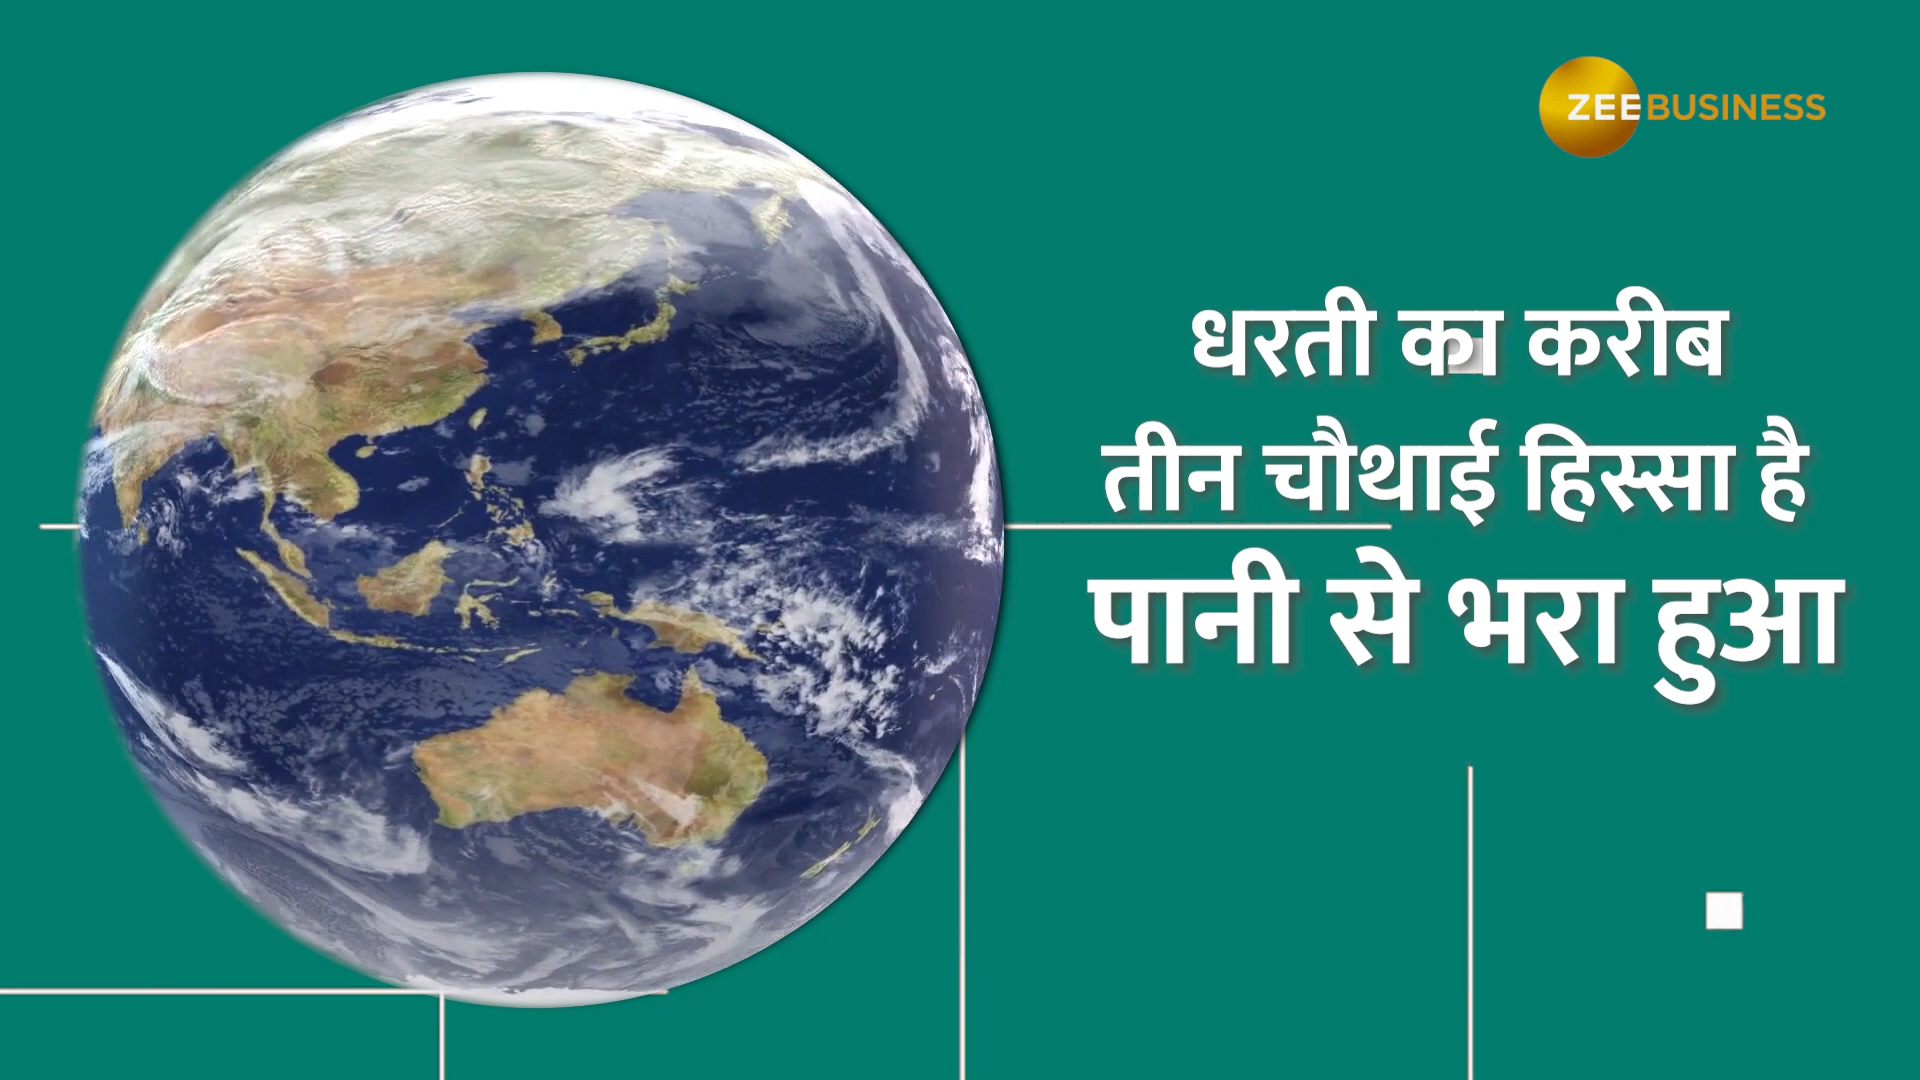 ZEEBUSINESS
धरती का करीब
तीन चौथाई हिस्सा है
पानी से भरा हुआ